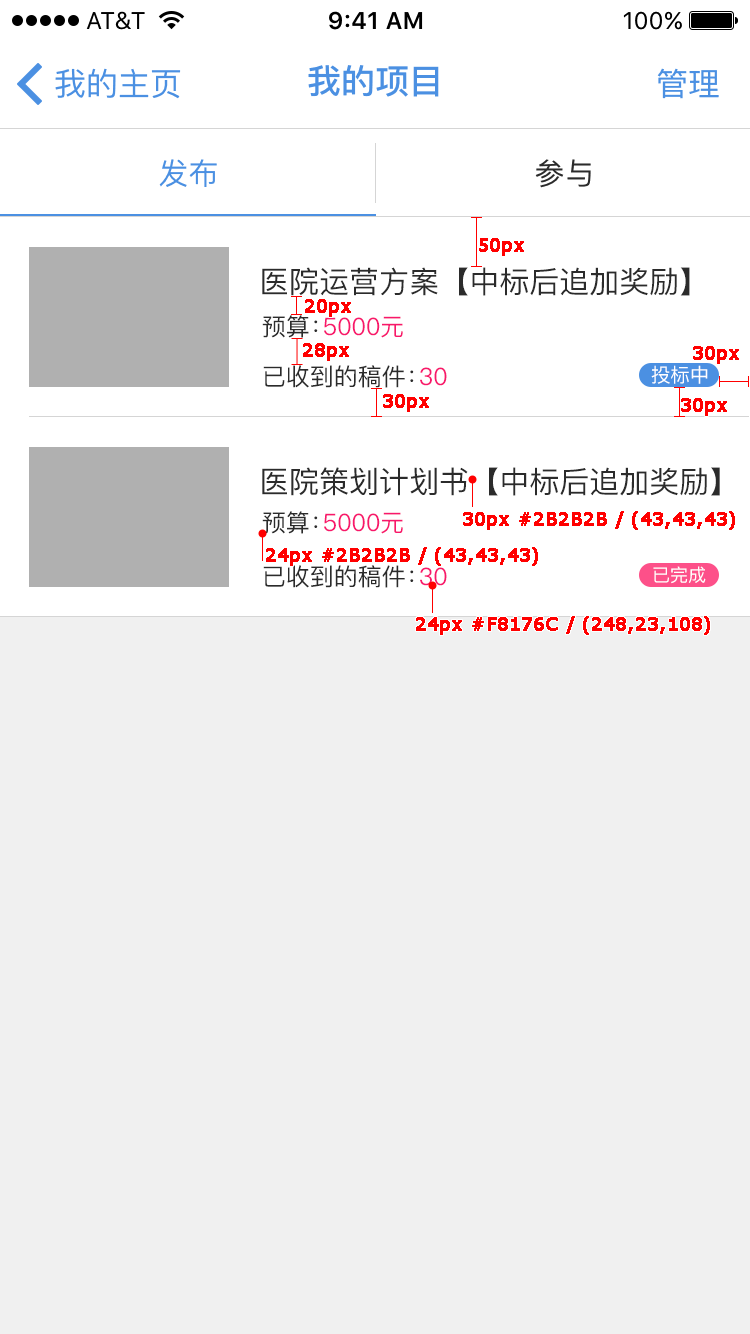 AT&T 9:41 AM 100%
我的主页 我的项目 管理
发布 参与
50px
医院运营方案【中标后追加奖励】
20px
预算:5000元
28px
30px
已收到的稿件:30 投标中
30px 30px
医院策划计划书【中标后追加奖励】
30px #2B2B2B / (43,43,43)
预算:5000元
24px #2B2B2B / (43,43,43)
已收到的稿件:30 已完成
24px #F8176C / (248,23,108)